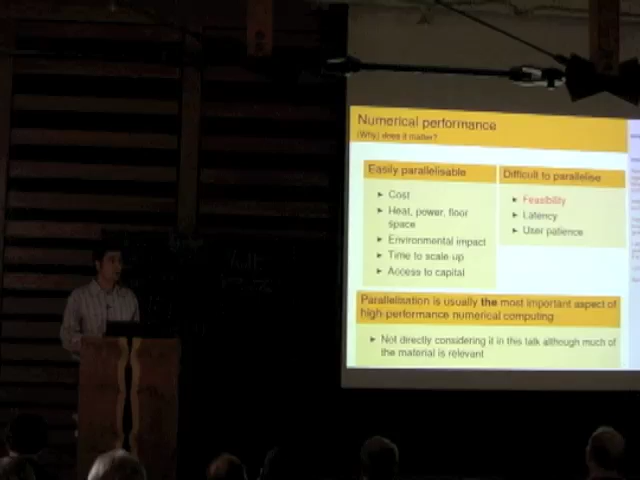 Numerical performance
(Why) does it matter?
Easily parallelisable
► Cost
► Heat, power, floor
space
► Environmental impact
► Time to scale up
► Access to capital
Difficult to parallelise
► Feasibility
► Latency
► User patience
Parallelisation is usually the most important aspect of
high performance numerical computing
► Not directly considering it in this talk although much of
the material is relevant